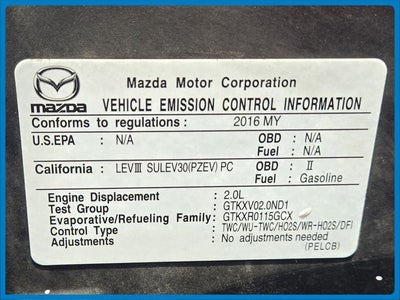 Mazda Motor Corporation
mazda VEHICLE EMISSION CONTROL INFORMATION
Conforms to regulations : 2016 MY
U.S.EPA : N/A OBD : N/A
Fuel : N/A
California : LEVIII SULEV30(PZEV) PC OBD : II
Fuel : Gasoline
Engine Displacement : 2.0L
Test Group : GTKXV02.0ND1
Evaporative/Refueling Family : GTKXR0115GCX
Control Type : TWC/WU-TWC/HO2S/WR-HO2S/DFI
Adjustments : No adjustments needed
(PELCB)